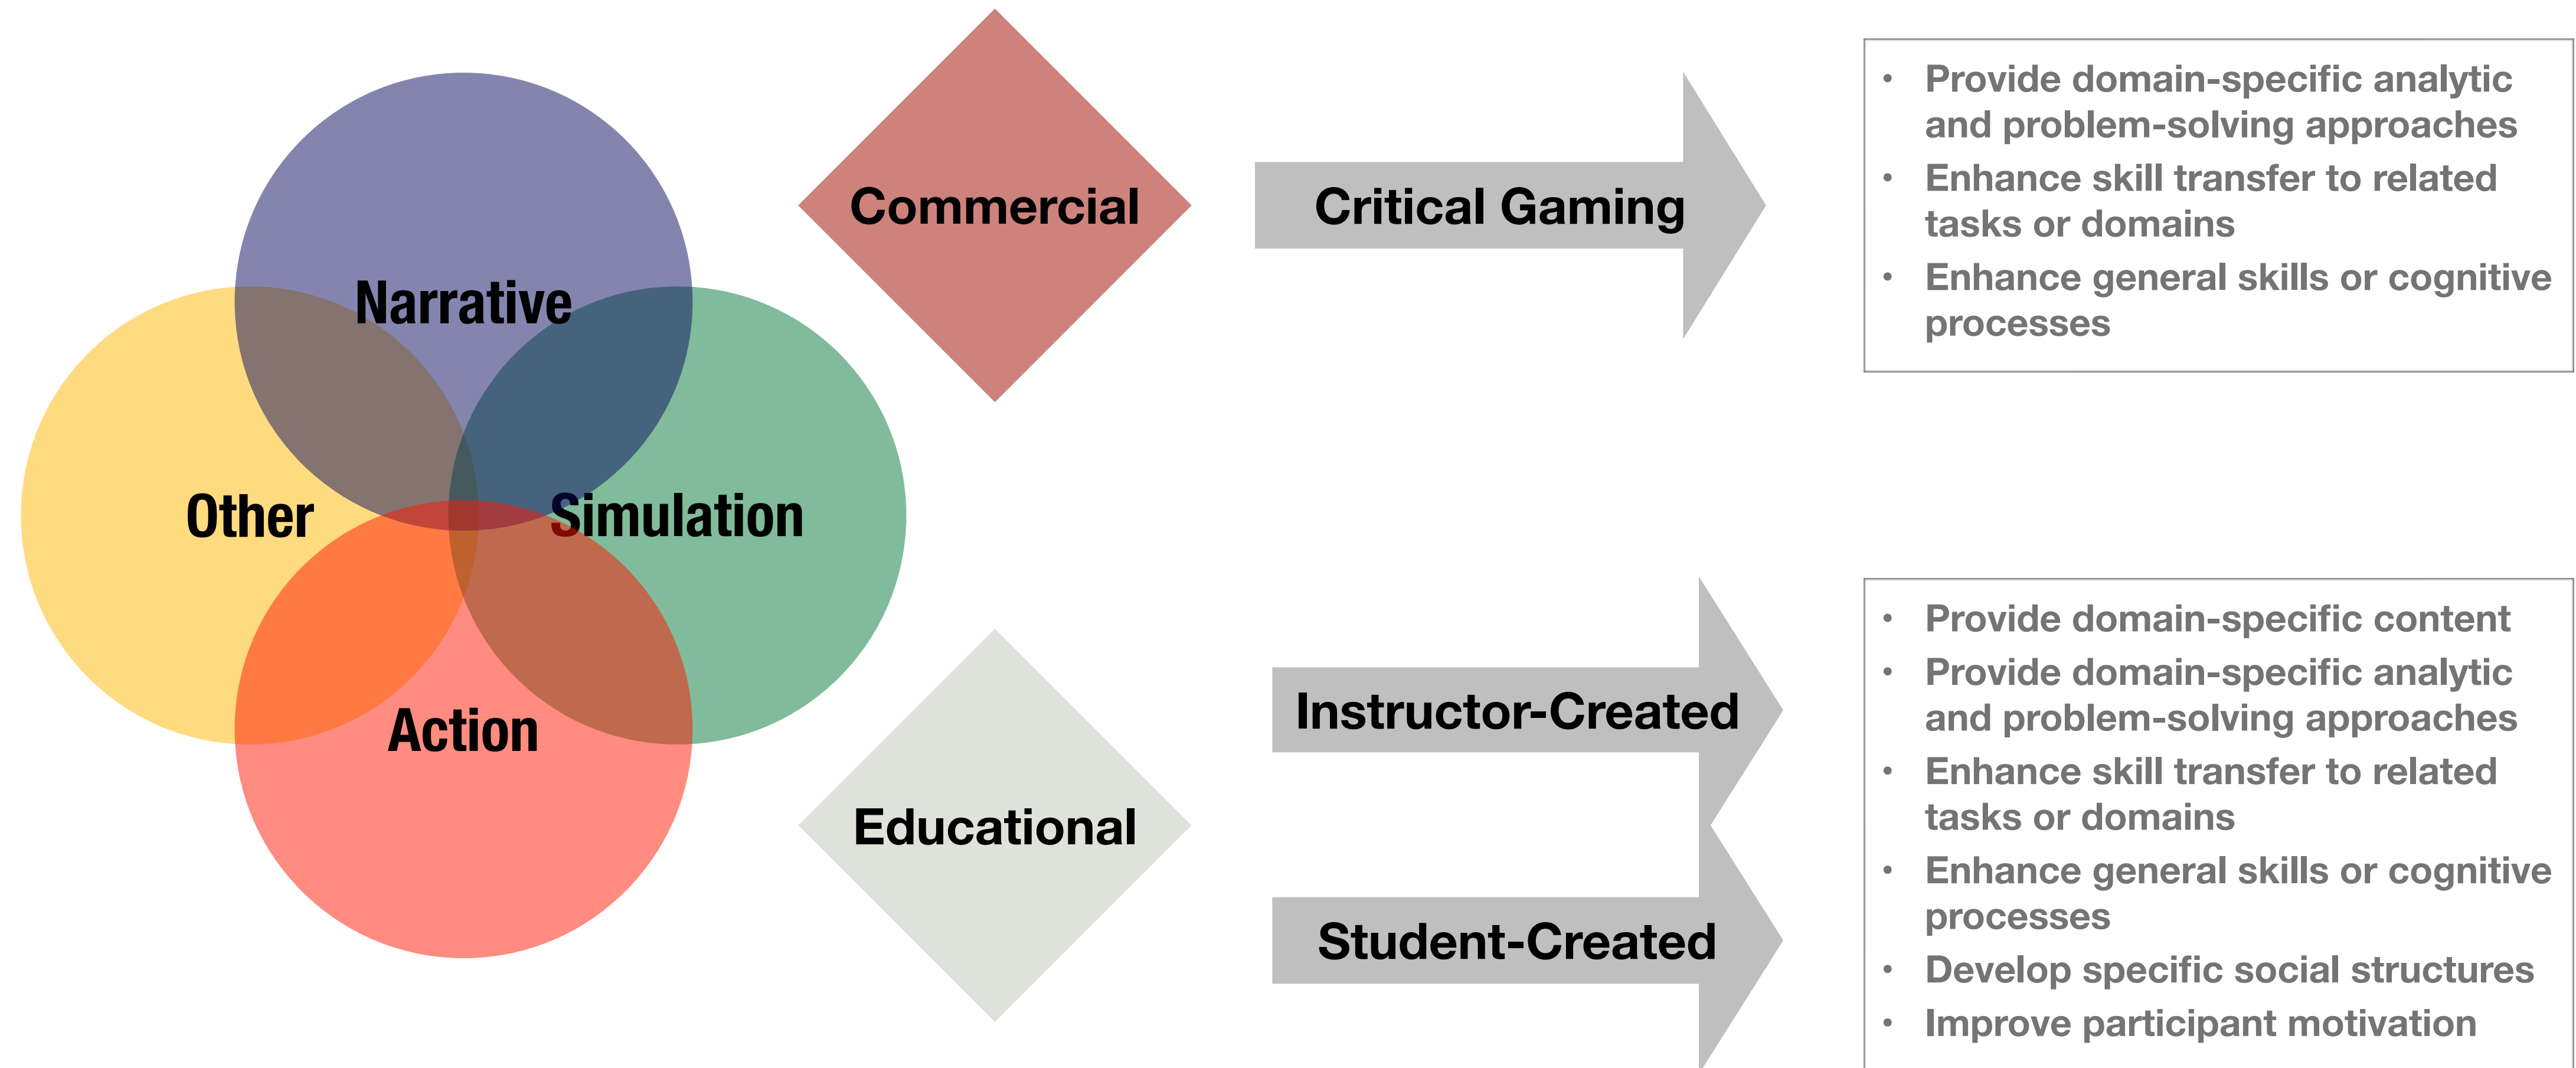 Narrative
Other
Simulation
Action
Commercial
Critical Gaming
• Provide domain-specific analytic
and problem-solving approaches
• Enhance skill transfer to related
tasks or domains
• Enhance general skills or cognitive
processes
Educational
Instructor-Created
Student-Created
• Provide domain-specific content
• Provide domain-specific analytic
and problem-solving approaches
• Enhance skill transfer to related
tasks or domains
• Enhance general skills or cognitive
processes
• Develop specific social structures
• Improve participant motivation